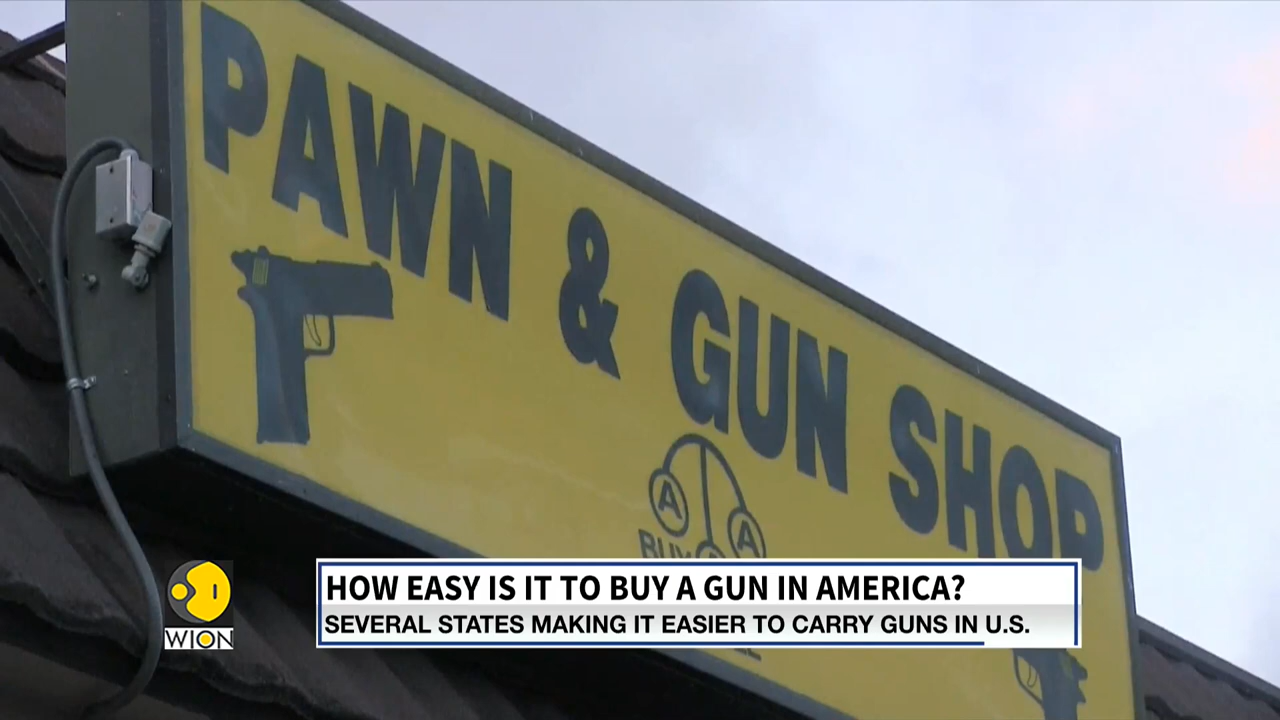 PAWN & GUN SHOP
A A
BUY
HOW EASY IS IT TO BUY A GUN IN AMERICA?
SEVERAL STATES MAKING IT EASIER TO CARRY GUNS IN U.S.
WION